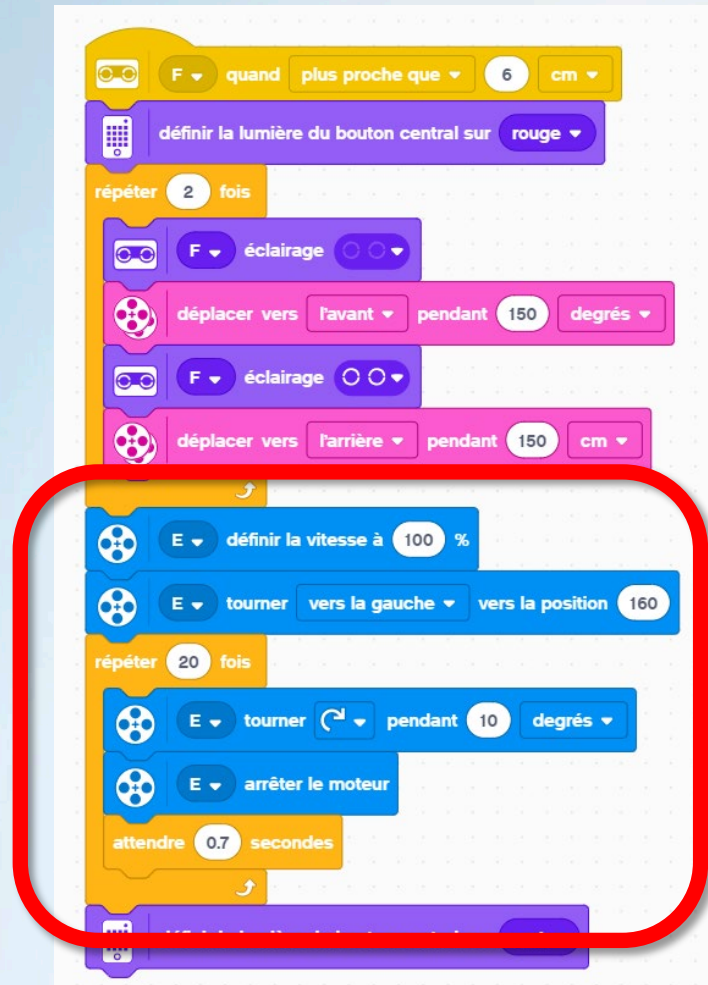 F quand plus proche que 6 cm
définir la lumière du bouton central sur rouge
répéter 2 fois
F éclairage
déplacer vers l'avant pendant 150 degrés
F éclairage
déplacer vers l'arrière pendant 150 cm
E définir la vitesse à 100 %
E tourner vers la gauche vers la position 160
répéter 20 fois
E tourner pendant 10 degrés
E arrêter le moteur
attendre 0.7 secondes